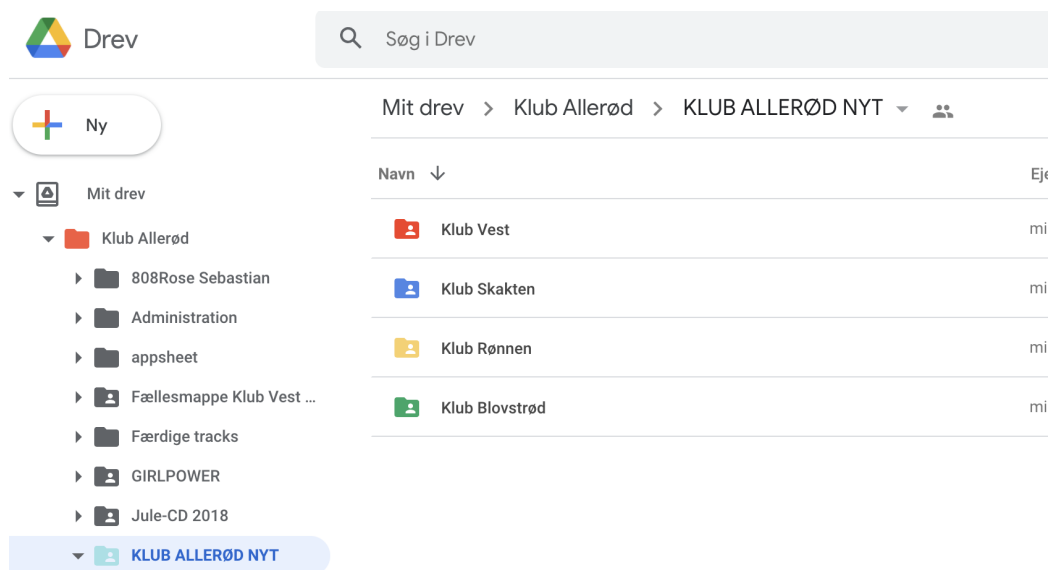 Drev
Søg i Drev
Ny
Mit drev
Klub Allerød
808Rose Sebastian
Administration
appsheet
Fællesmappe Klub Vest ...
Færdige tracks
GIRLPOWER
Jule-CD 2018
KLUB ALLERØD NYT
Mit drev > Klub Allerød > KLUB ALLERØD NYT
Navn
Klub Vest
Klub Skakten
Klub Rønnen
Klub Blovstrød